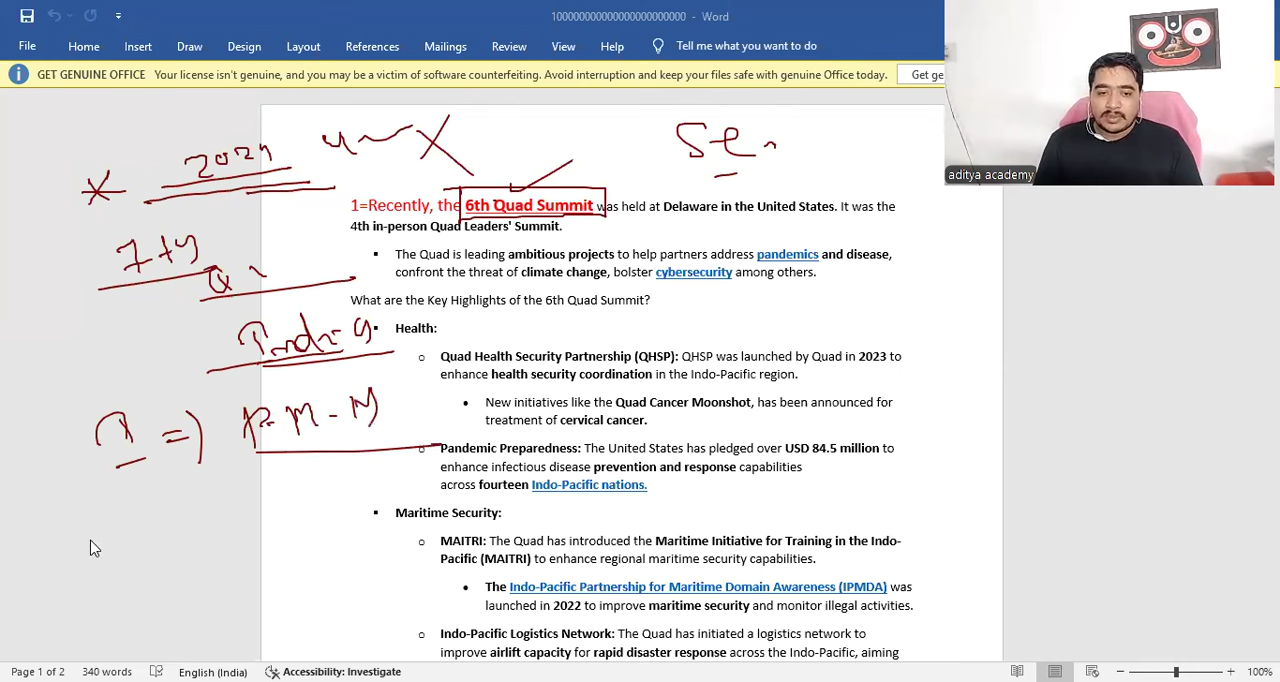 100000000000000000000000 - Word
File Home Insert Draw Design Layout References Mailings Review View Help Tell me what you want to do
GET GENUINE OFFICE Your license isn't genuine, and you may be a victim of software counterfeiting. Avoid interruption and keep your files safe with genuine Office today. Get ge
aditya academy
2024
1=Recently, the 6th Quad Summit was held at Delaware in the United States. It was the
4th in-person Quad Leaders' Summit.
▪ The Quad is leading ambitious projects to help partners address pandemics and disease,
confront the threat of climate change, bolster cybersecurity among others.
What are the Key Highlights of the 6th Quad Summit?
▪ Health:
o Quad Health Security Partnership (QHSP): QHSP was launched by Quad in 2023 to
enhance health security coordination in the Indo-Pacific region.
• New initiatives like the Quad Cancer Moonshot, has been announced for
treatment of cervical cancer.
o Pandemic Preparedness: The United States has pledged over USD 84.5 million to
enhance infectious disease prevention and response capabilities
across fourteen Indo-Pacific nations.
▪ Maritime Security:
o MAITRI: The Quad has introduced the Maritime Initiative for Training in the Indo-
Pacific (MAITRI) to enhance regional maritime security capabilities.
• The Indo-Pacific Partnership for Maritime Domain Awareness (IPMDA) was
launched in 2022 to improve maritime security and monitor illegal activities.
o Indo-Pacific Logistics Network: The Quad has initiated a logistics network to
improve airlift capacity for rapid disaster response across the Indo-Pacific, aiming
Page 1 of 2 340 words English (India) Accessibility: Investigate 100%